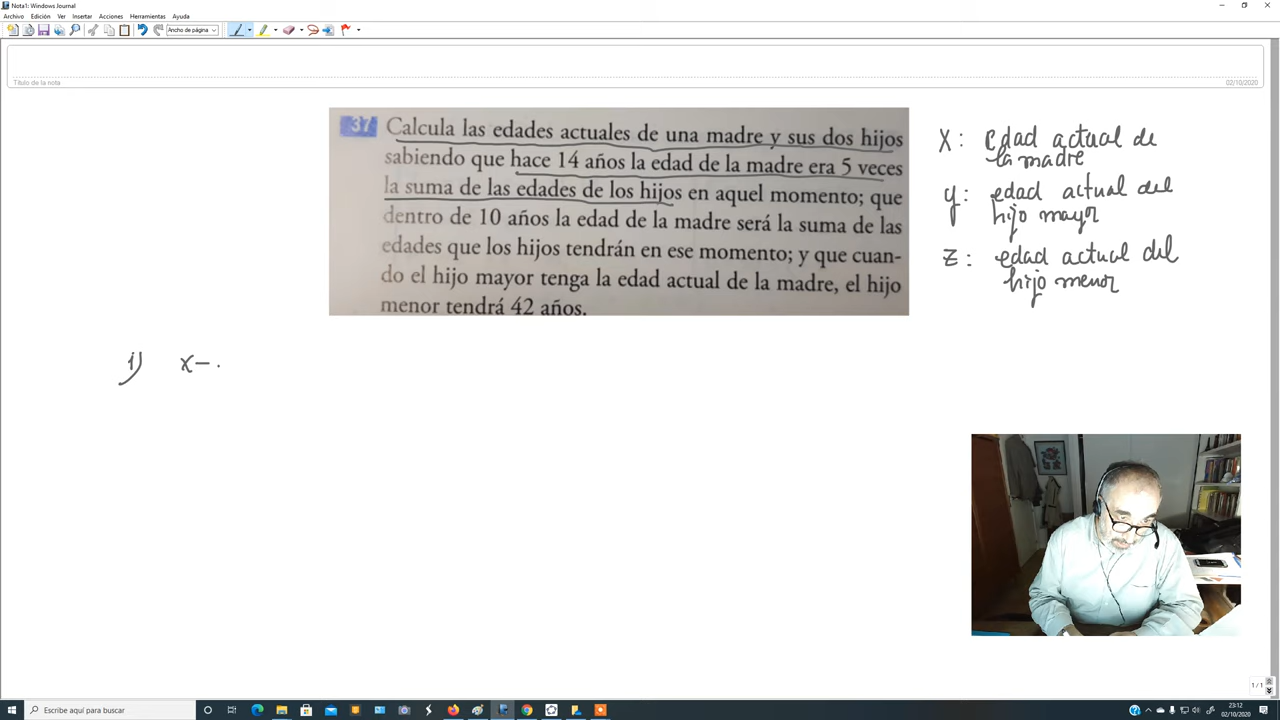 Nota1: Windows Journal
Archivo Edición Ver Insertar Acciones Herramientas Ayuda
Ancho de página
Título de la nota
02/10/2020
37 Calcula las edades actuales de una madre y sus dos hijos
sabiendo que hace 14 años la edad de la madre era 5 veces
la suma de las edades de los hijos en aquel momento; que
dentro de 10 años la edad de la madre será la suma de las
edades que los hijos tendrán en ese momento; y que cuan-
do el hijo mayor tenga la edad actual de la madre, el hijo
menor tendrá 42 años.
x: edad actual de
la madre
y: edad actual del
hijo mayor
z: edad actual del
hijo menor
1) x-
1 / 1
Escribe aquí para buscar
23:12
02/10/2020